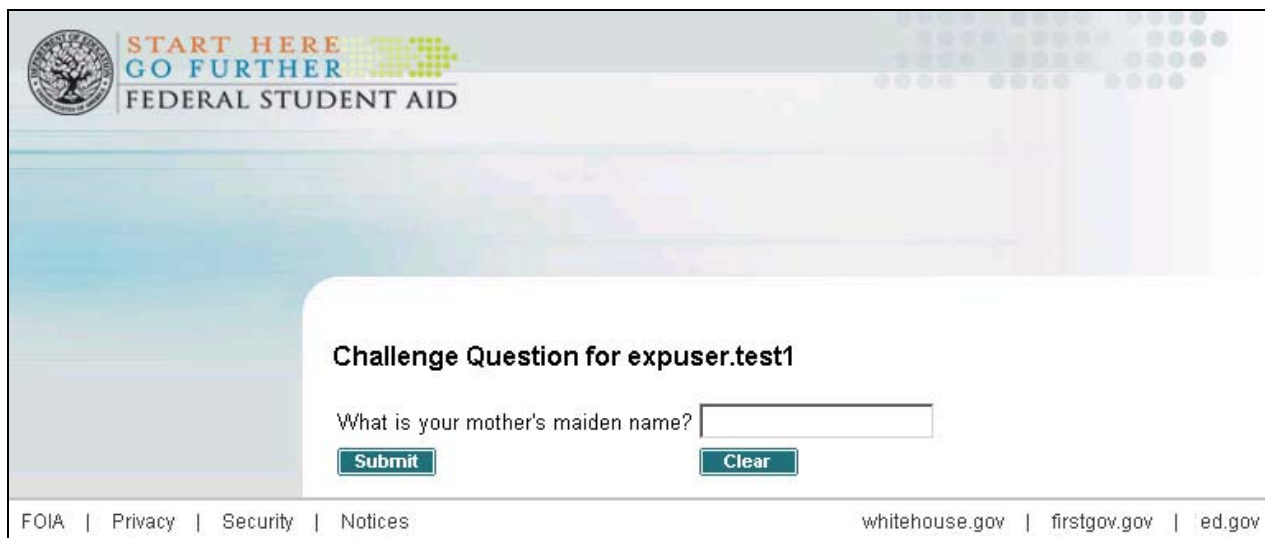 START HERE
GO FURTHER
FEDERAL STUDENT AID
Challenge Question for expuser.test1
What is your mother's maiden name?
Submit Clear
FOIA | Privacy | Security | Notices whitehouse.gov | firstgov.gov | ed.gov